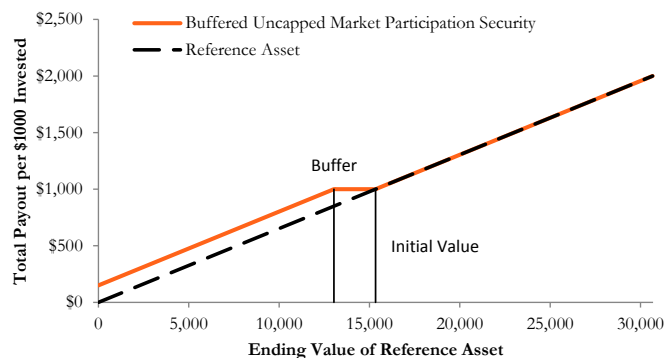 Buffered Uncapped Market Participation Security
Reference Asset
Total Payout per $1000 Invested
$2,500
$2,000
$1,500
$1,000
$500
$0
Buffer
Initial Value
0
5,000
10,000
15,000
20,000
25,000
30,000
Ending Value of Reference Asset